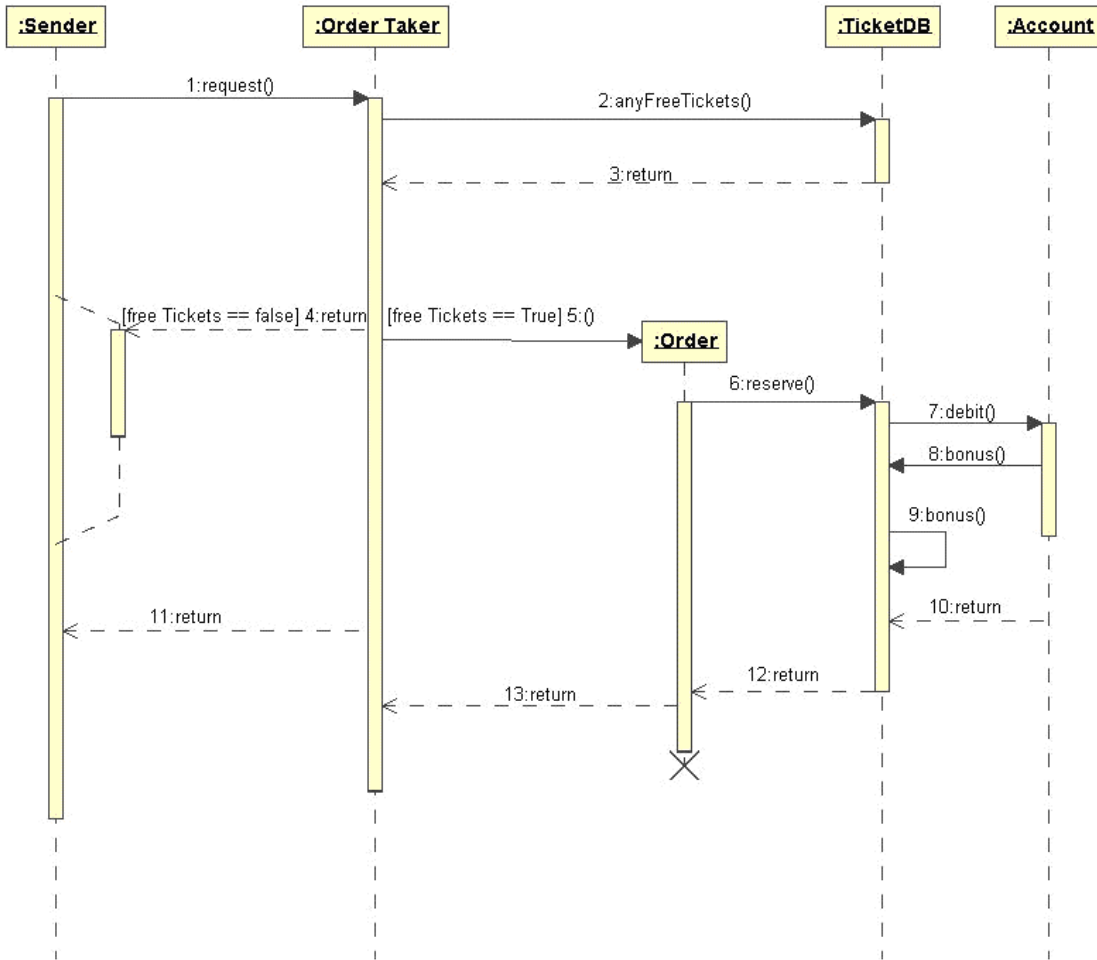 :Sender
:Order Taker
:TicketDB
:Account
1:request()
2:anyFreeTickets()
3:return
[free Tickets == false] 4:return
[free Tickets == True] 5:()
:Order
6:reserve()
7:debit()
8:bonus()
9:bonus()
10:return
11:return
12:return
13:return